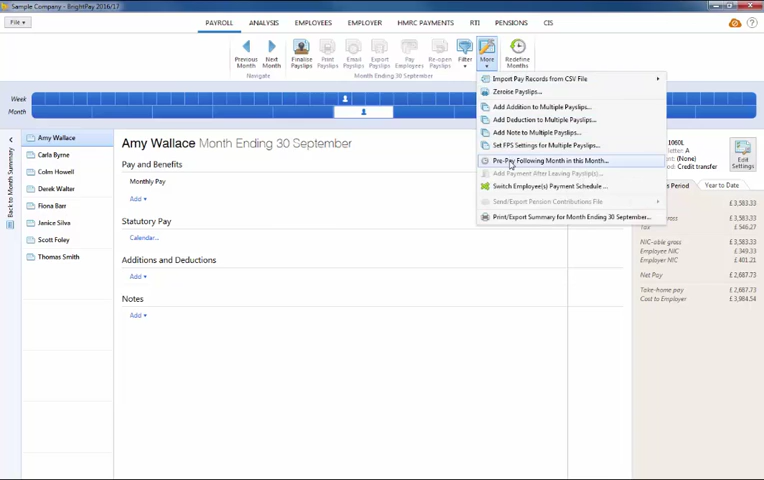 Sample Company - BrightPay 2016/17
File
PAYROLL ANALYSIS EMPLOYEES EMPLOYER HMRC PAYMENTS RTI PENSIONS CIS
Previous Month
Next Month
Finalise Payslips
Print Payslips
Email Payslips
Export Payslips
Pay Employees
Re-open Payslips
Filter
More
Redefine Months
Navigate
Month Ending 30 September
Import Pay Records from CSV File
Zeroise Payslips...
Add Addition to Multiple Payslips...
Add Deduction to Multiple Payslips...
Add Note to Multiple Payslips...
Set FPS Settings for Multiple Payslips...
Pre-Pay Following Month in this Month...
Add Payment After Leaving Payslip(s)...
Switch Employee(s) Payment Schedule ...
Send/Export Pension Contributions File
Print/Export Summary for Month Ending 30 September...
Week
Month
Back to Month Summary
Amy Wallace
Carla Byrne
Colm Howell
Derek Walter
Fiona Barr
Janice Silva
Scott Foley
Thomas Smith
Amy Wallace Month Ending 30 September
Pay and Benefits
Monthly Pay
Add
Statutory Pay
Calendar...
Additions and Deductions
Add
Notes
Add
1060L
letter: A
nt: (None)
od: Credit transfer
Edit Settings
Period
Year to Date
£ 3,583.33
gross £ 3,583.33
Tax £ 546.27
NIC-able gross £ 3,583.33
Employee NIC £ 349.33
Employer NIC £ 401.21
Net Pay £ 2,687.73
Take-home pay £ 2,687.73
Cost to Employer £ 3,984.54